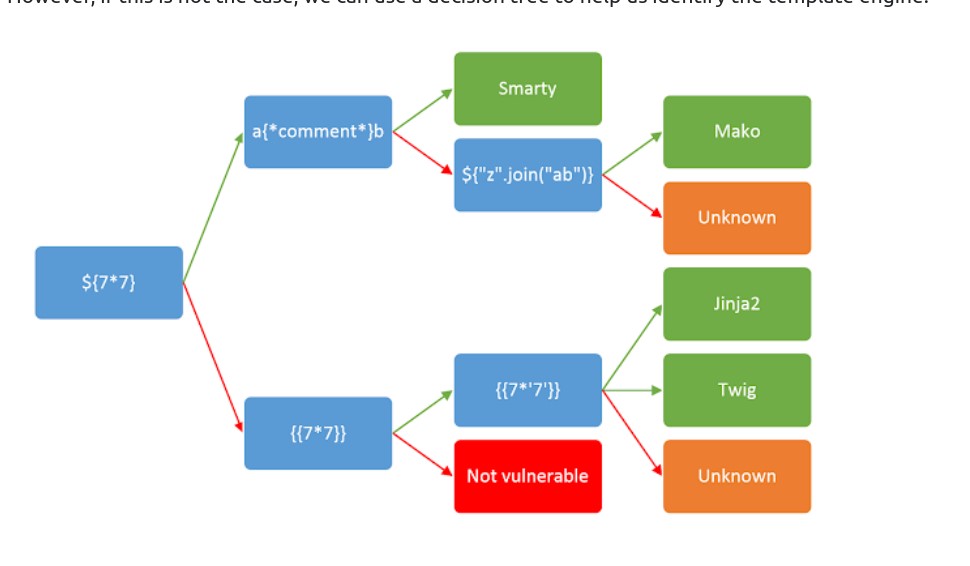 However, if this is not the case, we can use a decision tree to help us identify the template engine.
Smarty
a{*comment*}b
Mako
${"z".join("ab")}
Unknown
${7*7}
Jinja2
{{7*'7'}}
Twig
{{7*7}}
Not vulnerable
Unknown